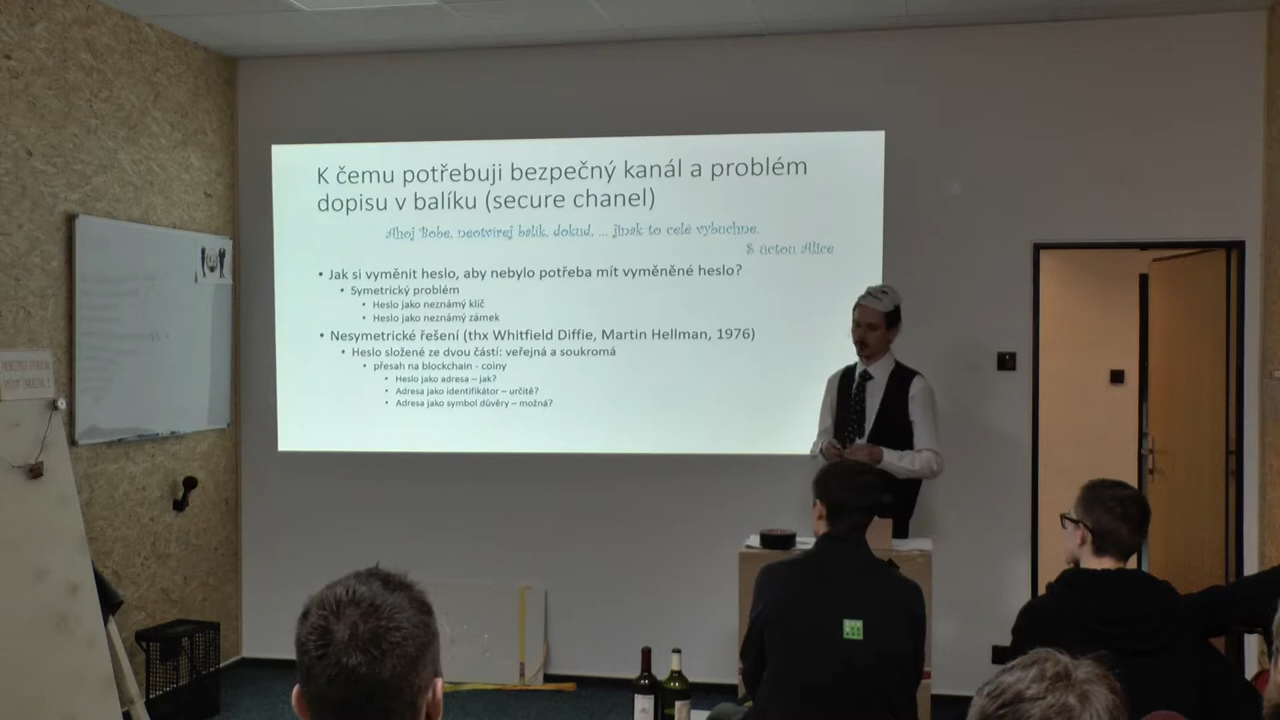 K čemu potřebuji bezpečný kanál a problém
dopisu v balíku (secure chanel)
Ahoj Bobe, neotvírej balík, dokud, ... jinak to celé vybuchne.
S úctou Alice
• Jak si vyměnit heslo, aby nebylo potřeba mít vyměněné heslo?
• Symetrický problém
• Heslo jako neznámý klíč
• Heslo jako neznámý zámek
• Nesymetrické řešení (thx Whitfield Diffie, Martin Hellman, 1976)
• Heslo složené ze dvou částí: veřejná a soukromá
• přesah na blockchain - coiny
• Heslo jako adresa – jak?
• Adresa jako identifikátor – určitě?
• Adresa jako symbol důvěry – možná?